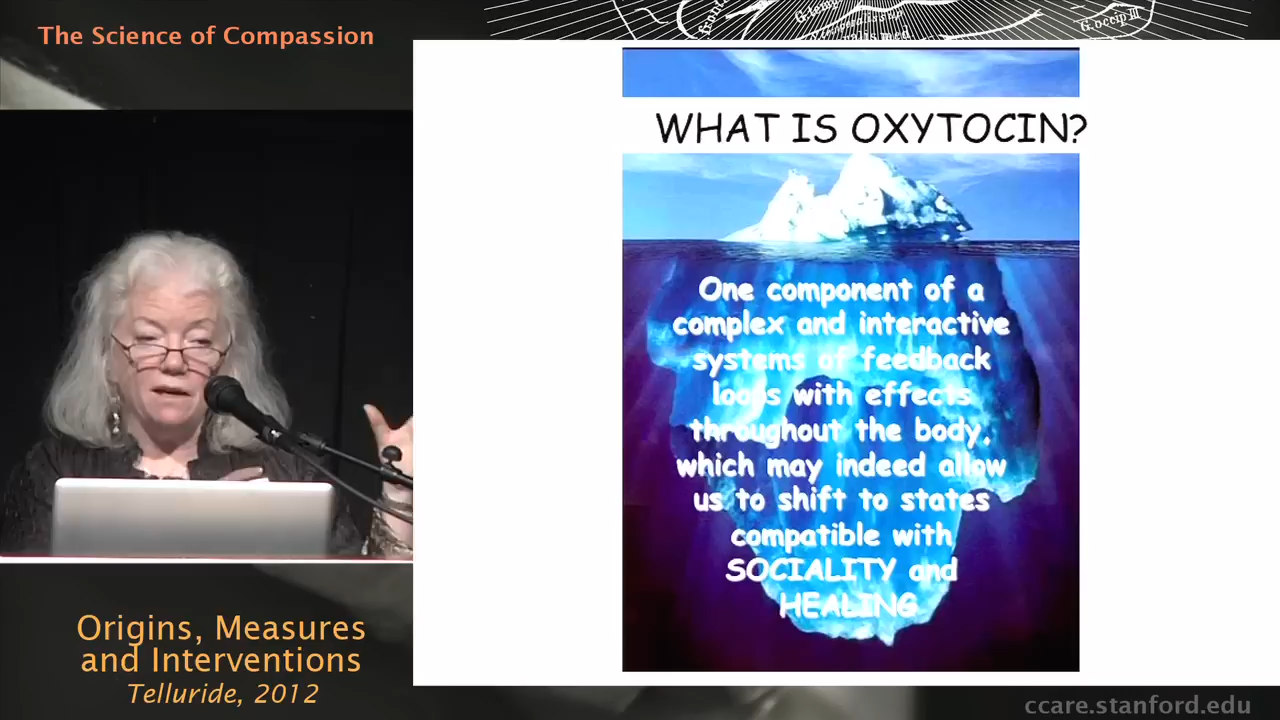 The Science of Compassion
G. occip III
WHAT IS OXYTOCIN?
One component of a
complex and interactive
systems of feedback
loops with effects
throughout the body,
which may indeed allow
us to shift to states
compatible with
SOCIALITY and
HEALING
Origins, Measures
and Interventions
Telluride, 2012
ccare.stanford.edu